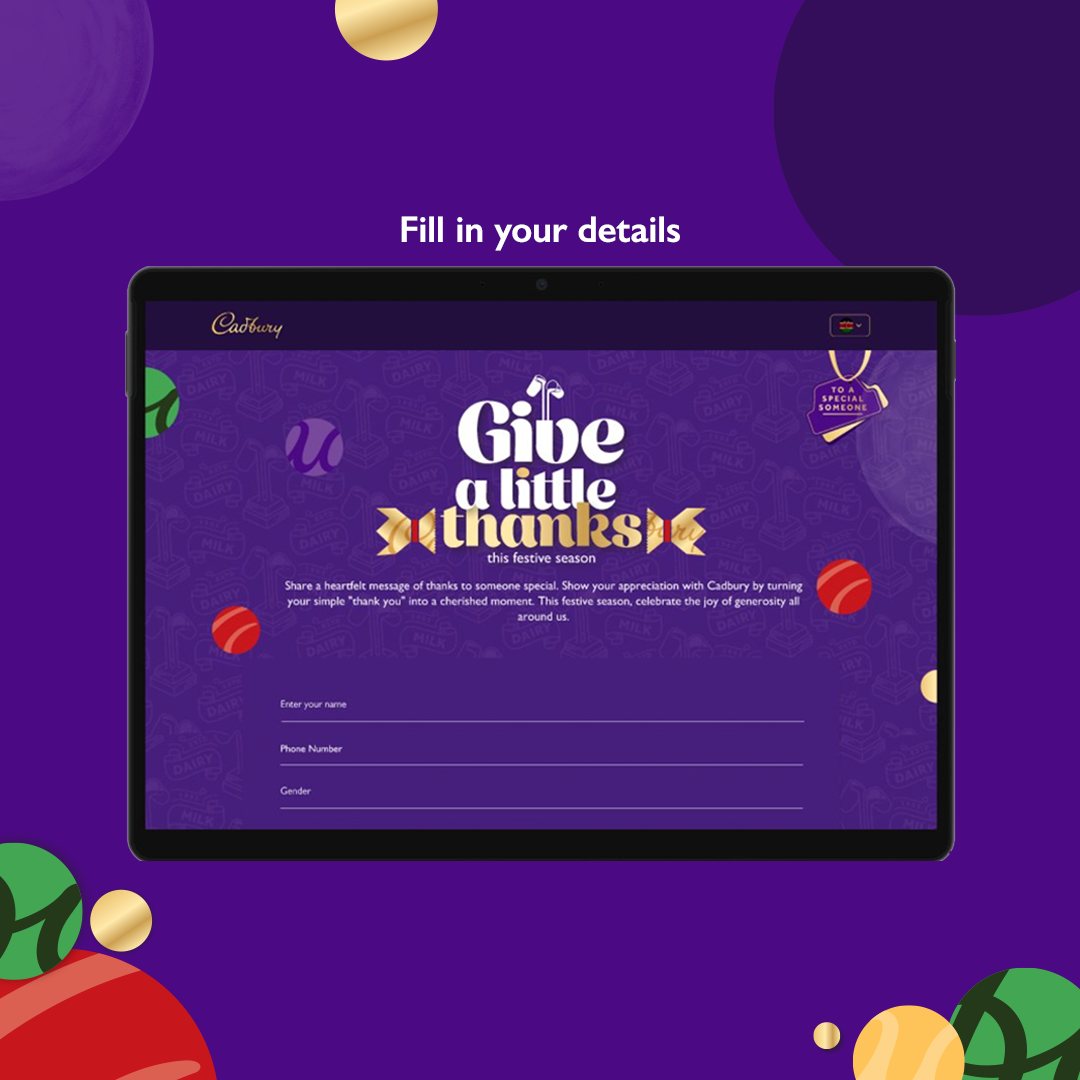 Fill in your details
Cadbury
TO A
SPECIAL
SOMEONE
Give
a little
thanks
this festive season
Share a heartfelt message of thanks to someone special. Show your appreciation with Cadbury by turning
your simple "thank you" into a cherished moment. This festive season, celebrate the joy of generosity all
around us.
Enter your name
Phone Number
Gender